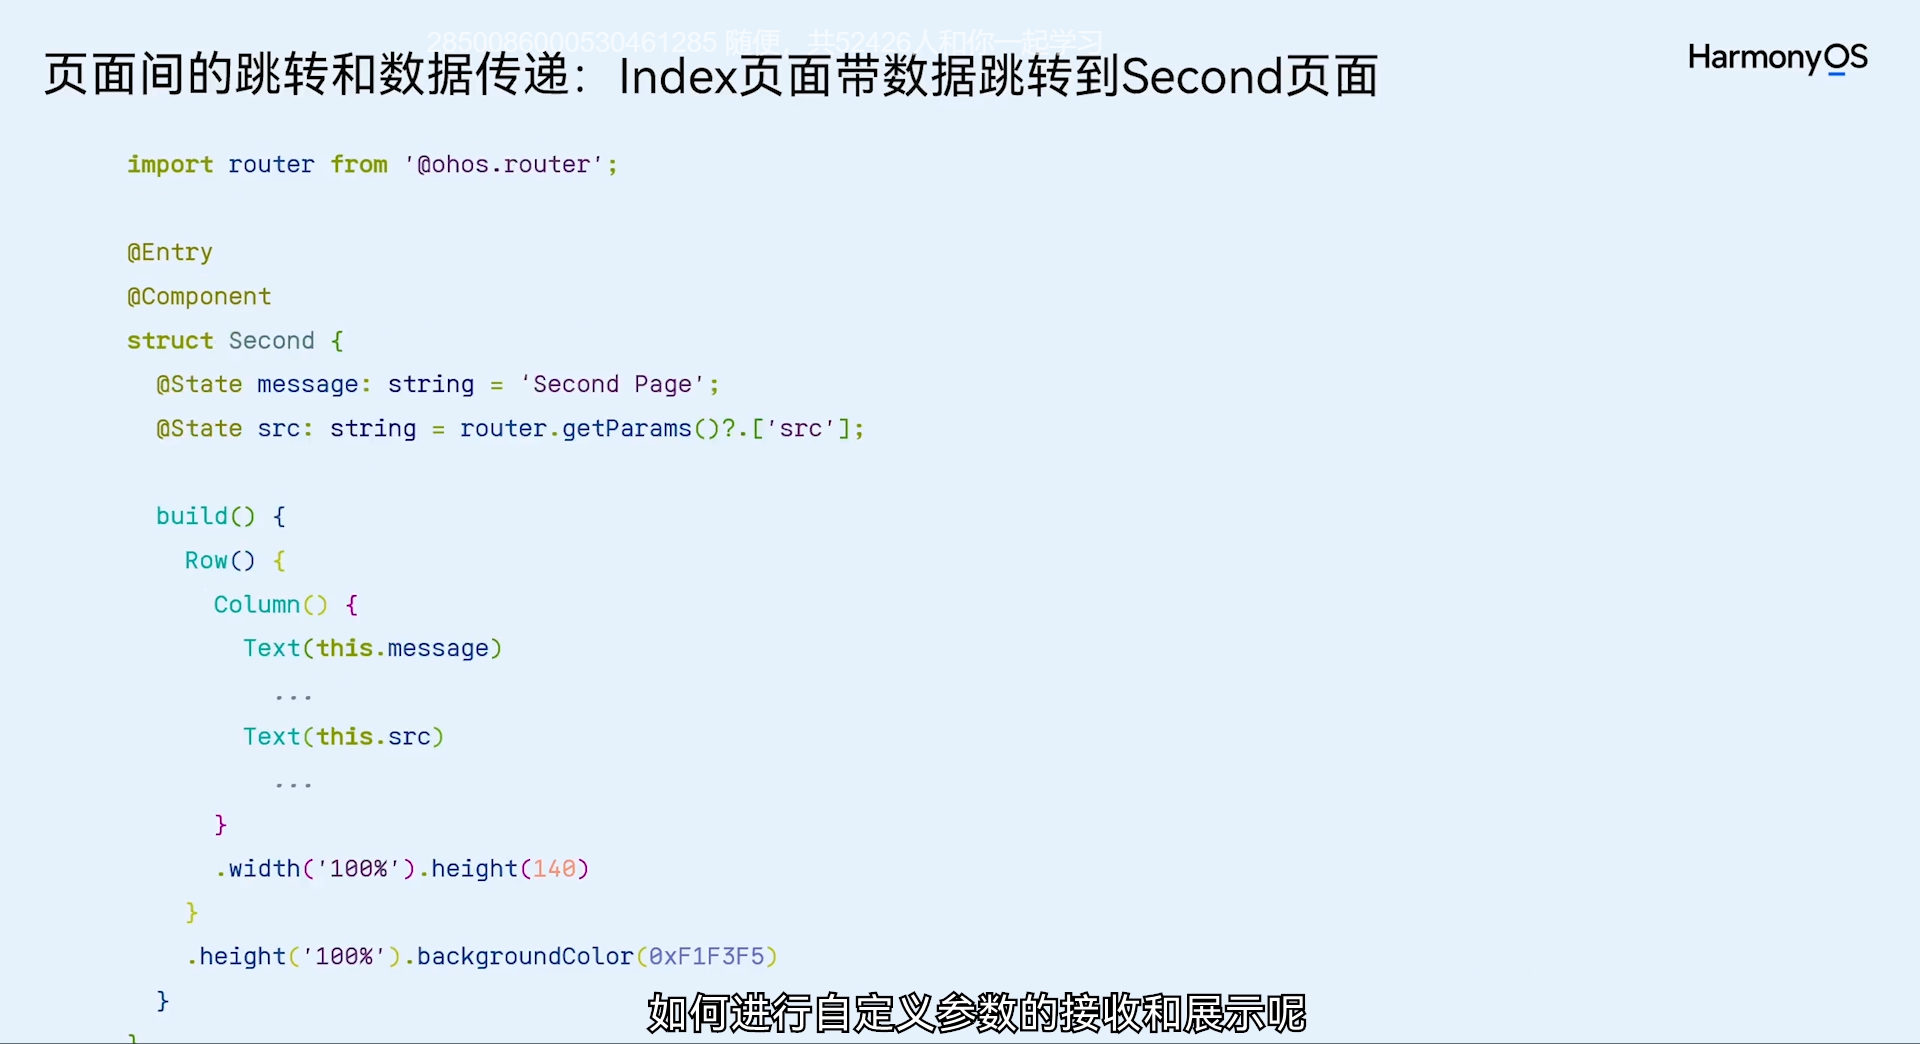 2850086000530461285 随便，共52426人和你一起学习
页面间的跳转和数据传递：Index页面带数据跳转到Second页面
HarmonyOS
import router from '@ohos.router';
@Entry
@Component
struct Second {
@State message: string = ‘Second Page';
@State src: string = router.getParams()?.['src'];
build() {
Row() {
Column() {
Text(this.message)
...
Text(this.src)
...
}
.width('100%').height(140)
}
.height('100%').backgroundColor(0xF1F3F5)
}
}
如何进行自定义参数的接收和展示呢